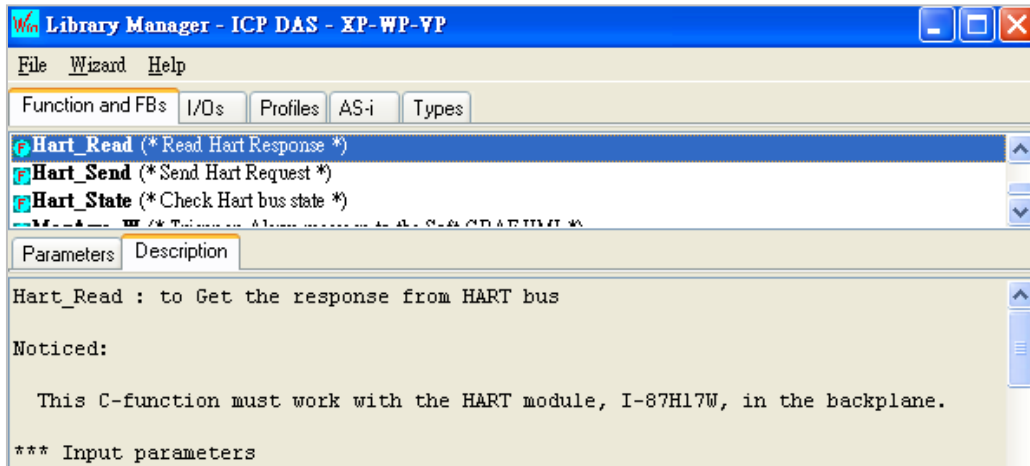 Win Library Manager - ICP DAS - XP-WP-VP
File Wizard Help
Function and FBs I/Os Profiles AS-i Types
F Hart_Read (* Read Hart Response *)
F Hart_Send (* Send Hart Request *)
F Hart_State (* Check Hart bus state *)
Parameters Description
Hart_Read : to Get the response from HART bus
Noticed:
This C-function must work with the HART module, I-87H17W, in the backplane.
*** Input parameters